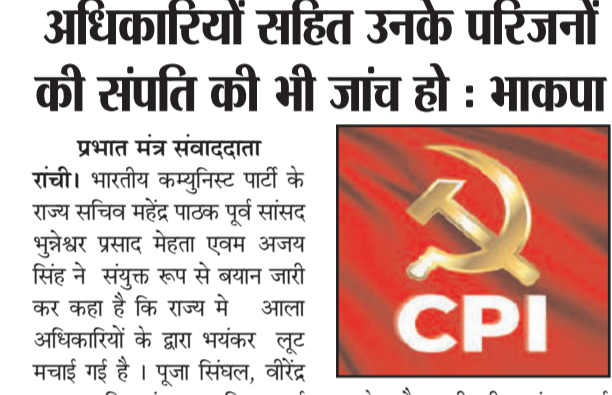 अधिकारियों सहित उनके परिजनों
की संपति की भी जांच हो : भाकपा
प्रभात मंत्र संवाददाता
रांची। भारतीय कम्युनिस्ट पार्टी के
राज्य सचिव महेंद्र पाठक पूर्व सांसद
भुन्नेश्वर प्रसाद मेहता एवम अजय
सिंह ने संयुक्त रूप से बयान जारी
कर कहा है कि राज्य मे आला
अधिकारियों के द्वारा भयंकर लूट
मचाई गई है । पूजा सिंघल, वीरेंद्र
CPI